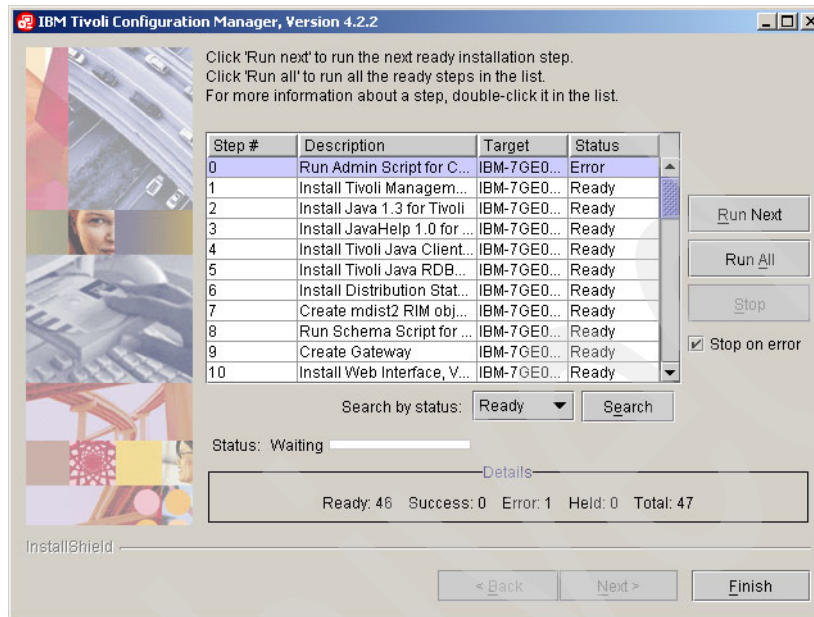 IBM Tivoli Configuration Manager, Version 4.2.2
Click 'Run next' to run the next ready installation step.
Click 'Run all' to run all the ready steps in the list.
For more information about a step, double-click it in the list.
Step # Description Target Status
0 Run Admin Script for C... IBM-7GE0... Error
1 Install Tivoli Managem... IBM-7GE0... Ready
2 Install Java 1.3 for Tivoli IBM-7GE0... Ready
3 Install JavaHelp 1.0 for ... IBM-7GE0... Ready
4 Install Tivoli Java Client... IBM-7GE0... Ready
5 Install Tivoli Java RDB... IBM-7GE0... Ready
6 Install Distribution Stat... IBM-7GE0... Ready
7 Create mdist2 RIM obj... IBM-7GE0... Ready
8 Run Schema Script for ... IBM-7GE0... Ready
9 Create Gateway IBM-7GE0... Ready
10 Install Web Interface, V... IBM-7GE0... Ready
Run Next
Run All
Stop
Stop on error
Search by status: Ready Search
Status: Waiting
Details
Ready: 46 Success: 0 Error: 1 Held: 0 Total: 47
InstallShield
< Back Next > Finish